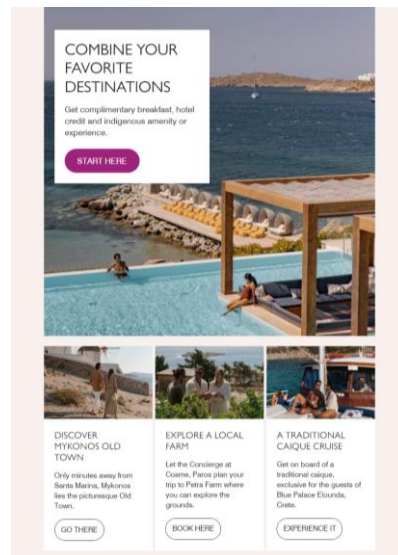 COMBINE YOUR
FAVORITE
DESTINATIONS
Get complimentary breakfast, hotel
credit and indigenous amenity or
experience.
START HERE
DISCOVER
MYKONOS OLD
TOWN
Only minutes away from
Santa Marina, Mykonos
lies the picturesque Old
Town.
GO THERE
EXPLORE A LOCAL
FARM
Let the Concierge at
Cosme, Paros plan your
trip to Petra Farm where
you can explore the
grounds.
BOOK HERE
A TRADITIONAL
CAIQUE CRUISE
Get on board of a
traditional caique,
exclusive for the guests of
Blue Palace Elounda,
Crete.
EXPERIENCE IT